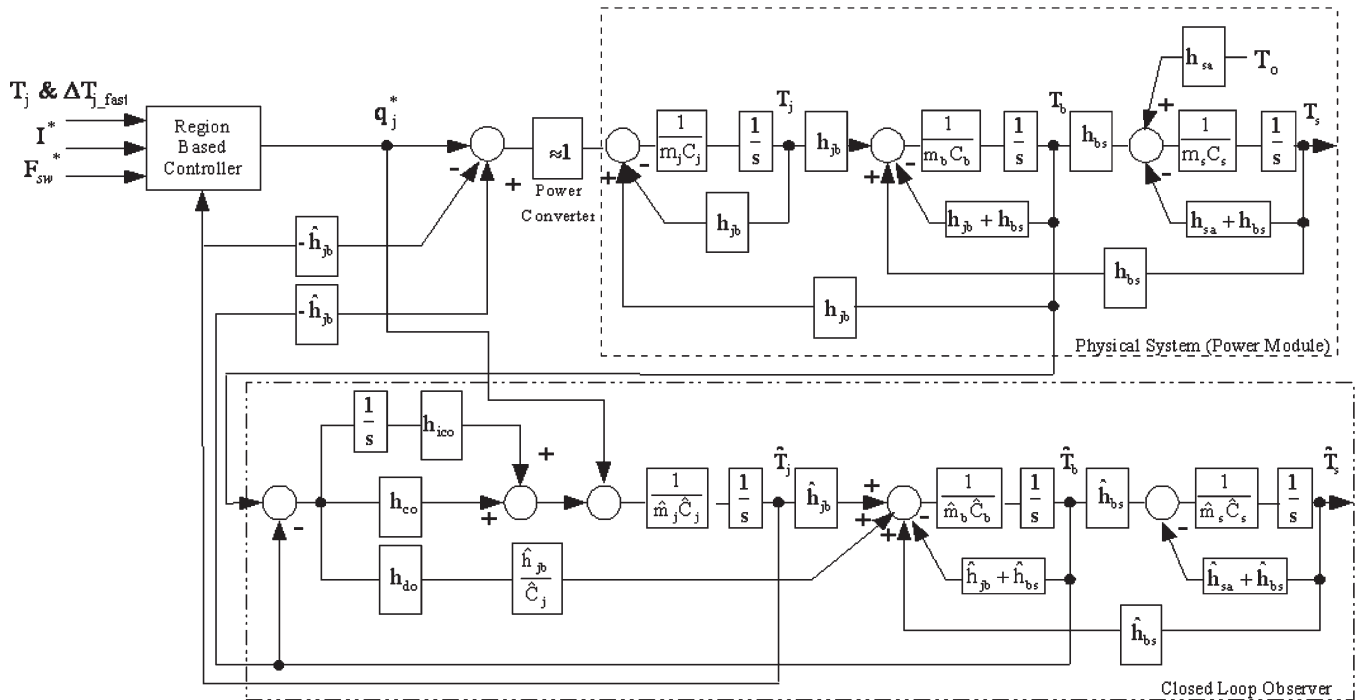 T_j & ΔT_j_fast
I*
F_sw*
Region
Based
Controller
q_j*
-
-
+
≈1
Power
Converter
-ĥ_jb
-ĥ_jb
h_sa
T_o
+
-
1
m_j C_j
1
s
T_j
h_jb
+
-
1
m_b C_b
1
s
T_b
h_bs
+
-
1
m_s C_s
1
s
T_s
h_jb
h_jb + h_bs
h_sa + h_bs
h_bs
h_jb
Physical System (Power Module)
1
s
h_ico
+
-
h_co
+
1
m̂_j Ĉ_j
1
s
T̂_j
ĥ_jb
+
+
+
-
1
m̂_b Ĉ_b
1
s
T̂_b
ĥ_bs
-
1
m̂_s Ĉ_s
1
s
T̂_s
h_do
ĥ_jb
Ĉ_j
ĥ_jb + ĥ_bs
ĥ_sa + ĥ_bs
ĥ_bs
Closed Loop Observer